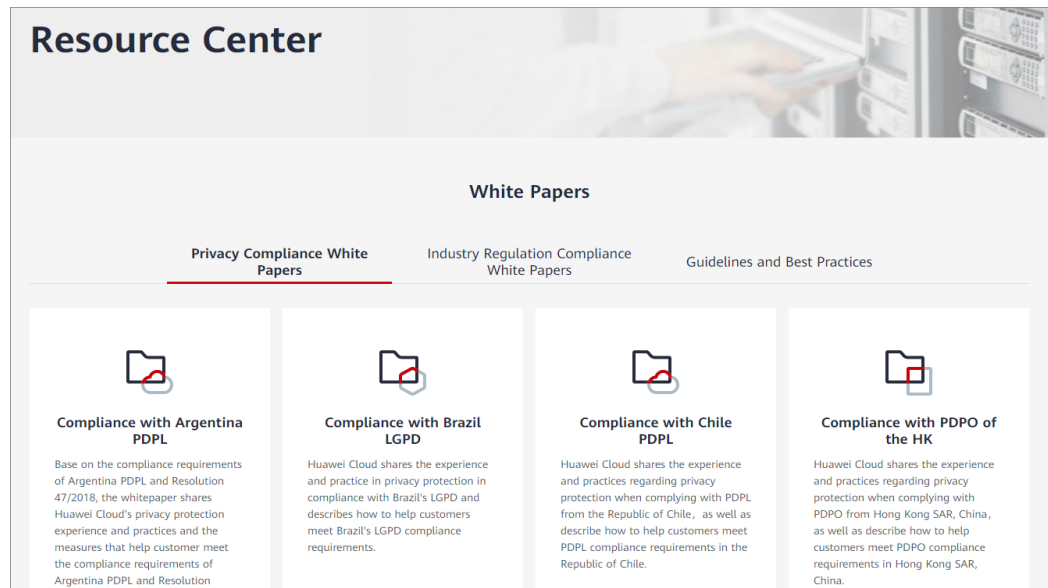 Resource Center
White Papers
Privacy Compliance White
Papers
Industry Regulation Compliance
White Papers
Guidelines and Best Practices
Compliance with Argentina
PDPL
Base on the compliance requirements
of Argentina PDPL and Resolution
47/2018, the whitepaper shares
Huawei Cloud's privacy protection
experience and practices and the
measures that help customer meet
the compliance requirements of
Argentina PDPL and Resolution
Compliance with Brazil
LGPD
Huawei Cloud shares the experience
and practice in privacy protection in
compliance with Brazil's LGPD and
describes how to help customers
meet Brazil's LGPD compliance
requirements.
Compliance with Chile
PDPL
Huawei Cloud shares the experience
and practices regarding privacy
protection when complying with PDPL
from the Republic of Chile，as well as
describe how to help customers meet
PDPL compliance requirements in the
Republic of Chile.
Compliance with PDPO of
the HK
Huawei Cloud shares the experience
and practices regarding privacy
protection when complying with
PDPO from Hong Kong SAR, China，
as well as describe how to help
customers meet PDPO compliance
requirements in Hong Kong SAR,
China.